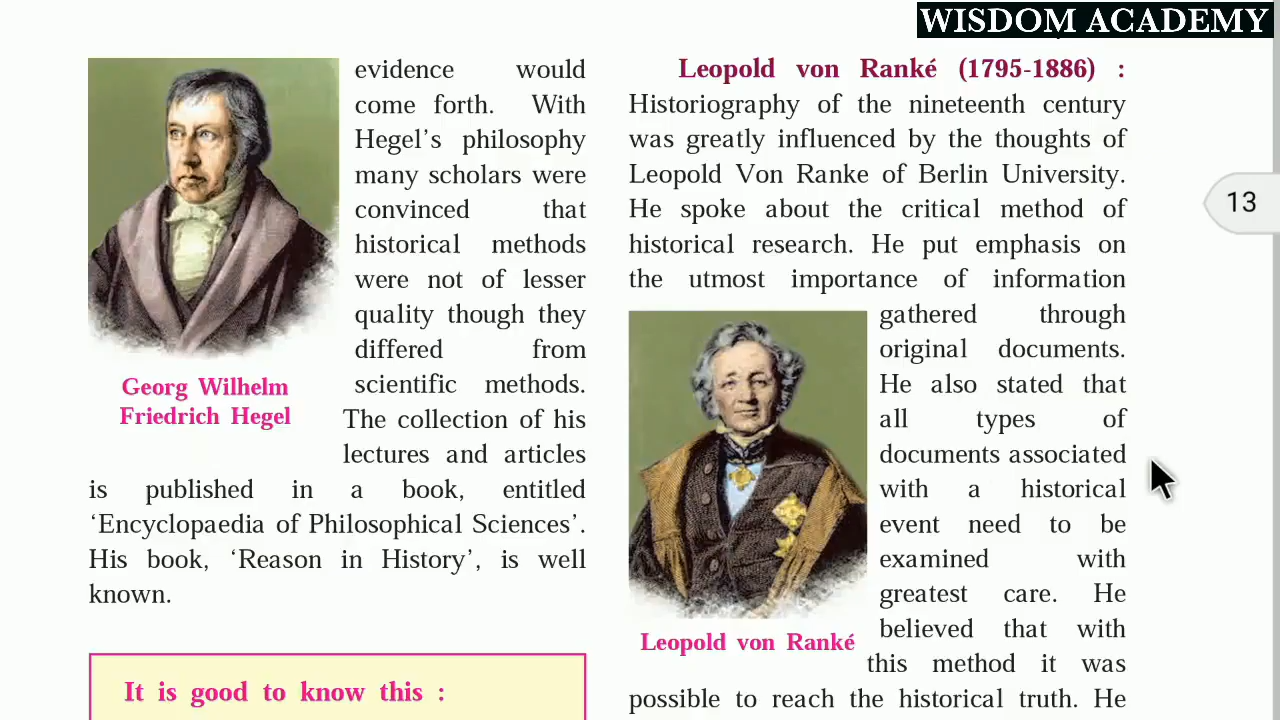 WISDOM ACADEMY
evidence would
come forth. With
Hegel's philosophy
many scholars were
convinced that
historical methods
were not of lesser
quality though they
differed from
scientific methods.
The collection of his
lectures and articles
is published in a book, entitled
‘Encyclopaedia of Philosophical Sciences’.
His book, ‘Reason in History’, is well
known.
Georg Wilhelm
Friedrich Hegel
It is good to know this :
Leopold von Ranké (1795-1886) :
Historiography of the nineteenth century
was greatly influenced by the thoughts of
Leopold Von Ranke of Berlin University.
He spoke about the critical method of
historical research. He put emphasis on
the utmost importance of information
gathered through
original documents.
He also stated that
all types of
documents associated
with a historical
event need to be
examined with
greatest care. He
believed that with
this method it was
possible to reach the historical truth. He
Leopold von Ranké
13